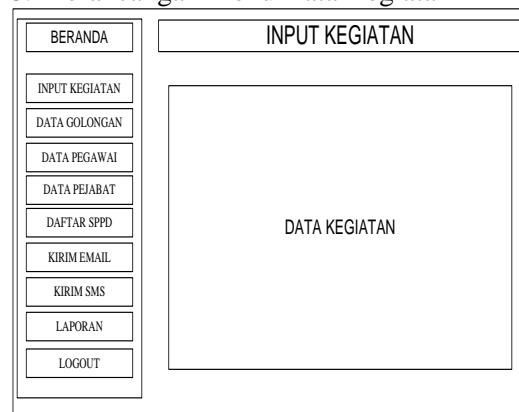 BERANDA
INPUT KEGIATAN
INPUT KEGIATAN
DATA GOLONGAN
DATA PEGAWAI
DATA PEJABAT
DAFTAR SPPD
KIRIM EMAIL
KIRIM SMS
LAPORAN
LOGOUT
DATA KEGIATAN